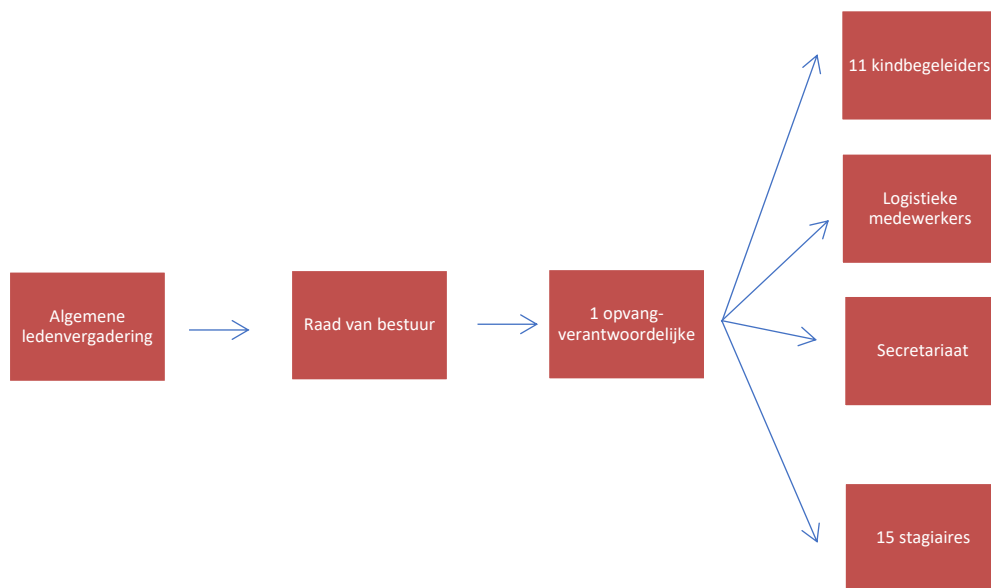 Algemene
ledenvergadering
Raad van bestuur
1 opvang-
verantwoordelijke
11 kindbegeleiders
Logistieke
medewerkers
Secretariaat
15 stagiaires